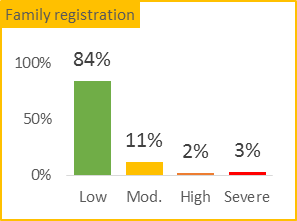 Family registration
100%
50%
0%
84%
11%
2%
3%
Low
Mod.
High
Severe